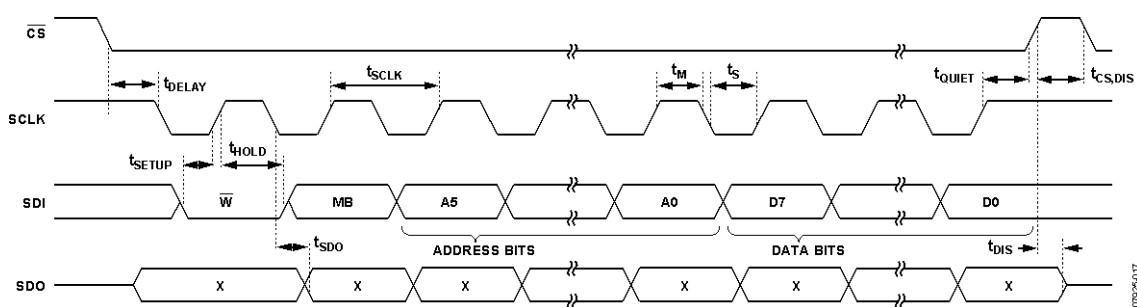 CS
tDELAY
tSCLK
tM
tS
tQUIET
tCS,DIS
SCLK
tSETUP
tHOLD
SDI
W
MB
A5
A0
D7
D0
tSDO
ADDRESS BITS
DATA BITS
tDIS
SDO
X
X
X
X
X
X